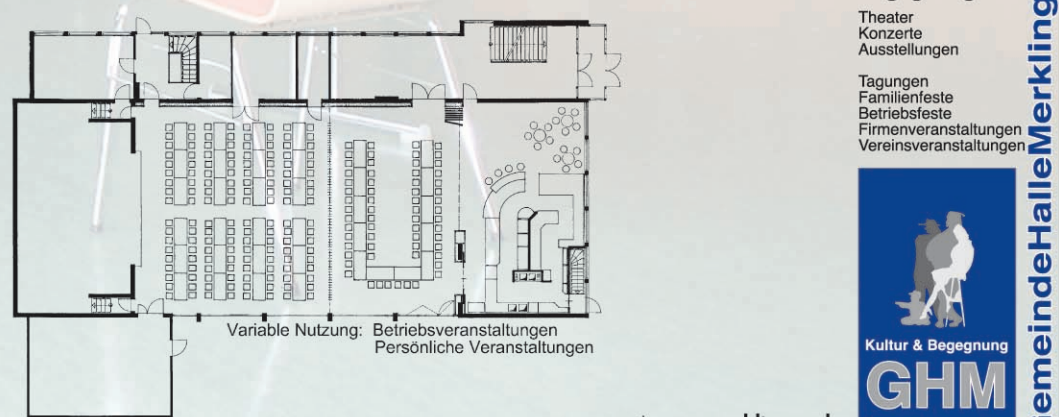 Theater
Konzerte
Ausstellungen
Tagungen
Familienfeste
Betriebsfeste
Firmenveranstaltungen
Vereinsveranstaltungen
Variable Nutzung: Betriebsveranstaltungen
Persönliche Veranstaltungen
Kultur & Begegnung
GHM
emeindeHalleMerkling